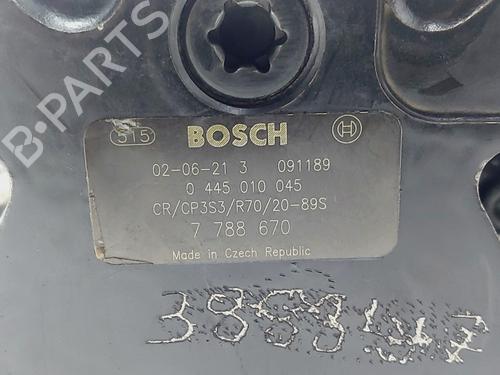 B-PARTS
515 BOSCH
02-06-21 3 091189
0 445 010 045
CR/CP3S3/R70/20-89S
7 788 670
Made in Czech Republic